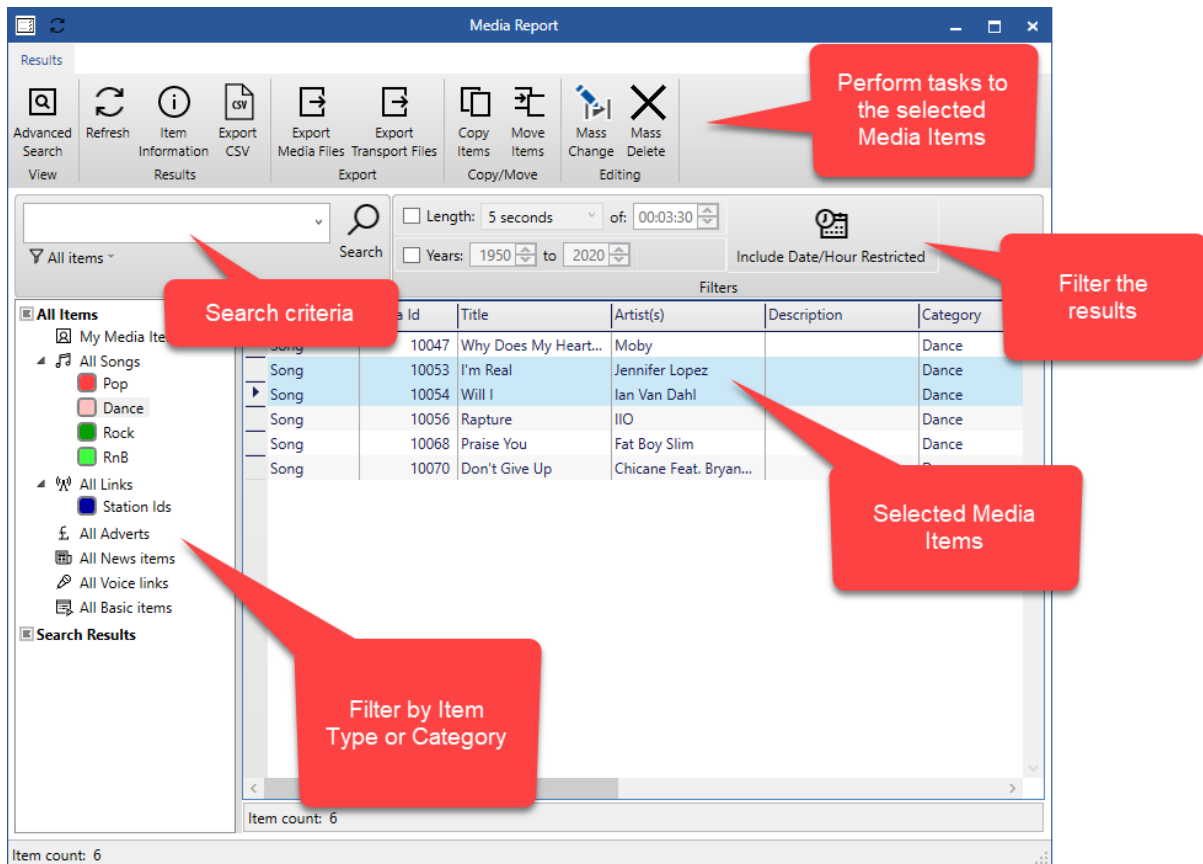 Media Report
Results
Perform tasks to
the selected
Media Items
Advanced Search
Refresh
Item Information
CSV
Export CSV
Export Media Files
Export Transport Files
Copy Items
Move Items
Mass Change
Mass Delete
View
Results
Export
Copy/Move
Editing
Length: 5 seconds of: 00:03:30
Search
All items
Years: 1950 to 2020
Include Date/Hour Restricted
Filters
Filter the
results
Search criteria
All Items
My Media
All Songs
Pop
Dance
Rock
RnB
All Links
Station Ids
All Adverts
All News items
All Voice links
All Basic items
Search Results
Id Title Artist(s) Description Category
Song 10047 Why Does My Heart... Moby Dance
Song 10053 I'm Real Jennifer Lopez Dance
Song 10054 Will I Ian Van Dahl Dance
Song 10056 Rapture IIO Dance
Song 10068 Praise You Fat Boy Slim Dance
Song 10070 Don't Give Up Chicane Feat. Bryan...
Selected Media
Items
Filter by Item
Type or Category
Item count: 6
Item count: 6